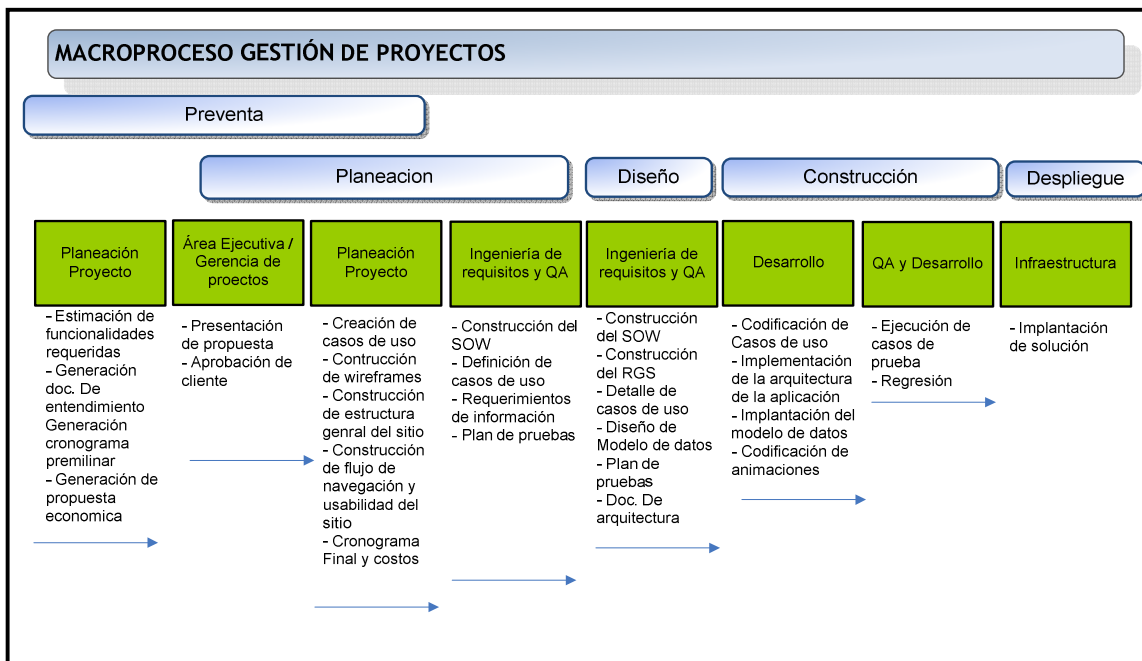 MACROPROCESO GESTIÓN DE PROYECTOS
Preventa
Planeacion
Diseño
Construcción
Despliegue
Planeación
Proyecto
- Estimación de
funcionalidades
requeridas
- Generación
doc. De
entendimiento
Generación
cronograma
premilinar
- Generación de
propuesta
economica
Área Ejecutiva /
Gerencia de
proectos
- Presentación
de propuesta
- Aprobación de
cliente
Planeación
Proyecto
- Creación de
casos de uso
- Contrucción
de wireframes
- Construcción
de estructura
genral del sitio
- Construcción
de flujo de
navegación y
usabilidad del
sitio
- Cronograma
Final y costos
Ingeniería de
requisitos y QA
- Construcción del
SOW
- Definición de
casos de uso
- Requerimientos
de información
- Plan de pruebas
Ingeniería de
requisitos y QA
- Construcción
del SOW
- Construcción
del RGS
- Detalle de
casos de uso
- Diseño de
Modelo de datos
- Plan de
pruebas
- Doc. De
arquitectura
Desarrollo
- Codificación de
Casos de uso
- Implementación
de la arquitectura
de la aplicación
- Implantación del
modelo de datos
- Codificación de
animaciones
QA y Desarrollo
- Ejecución de
casos de
prueba
- Regresión
Infraestructura
- Implantación
de solución